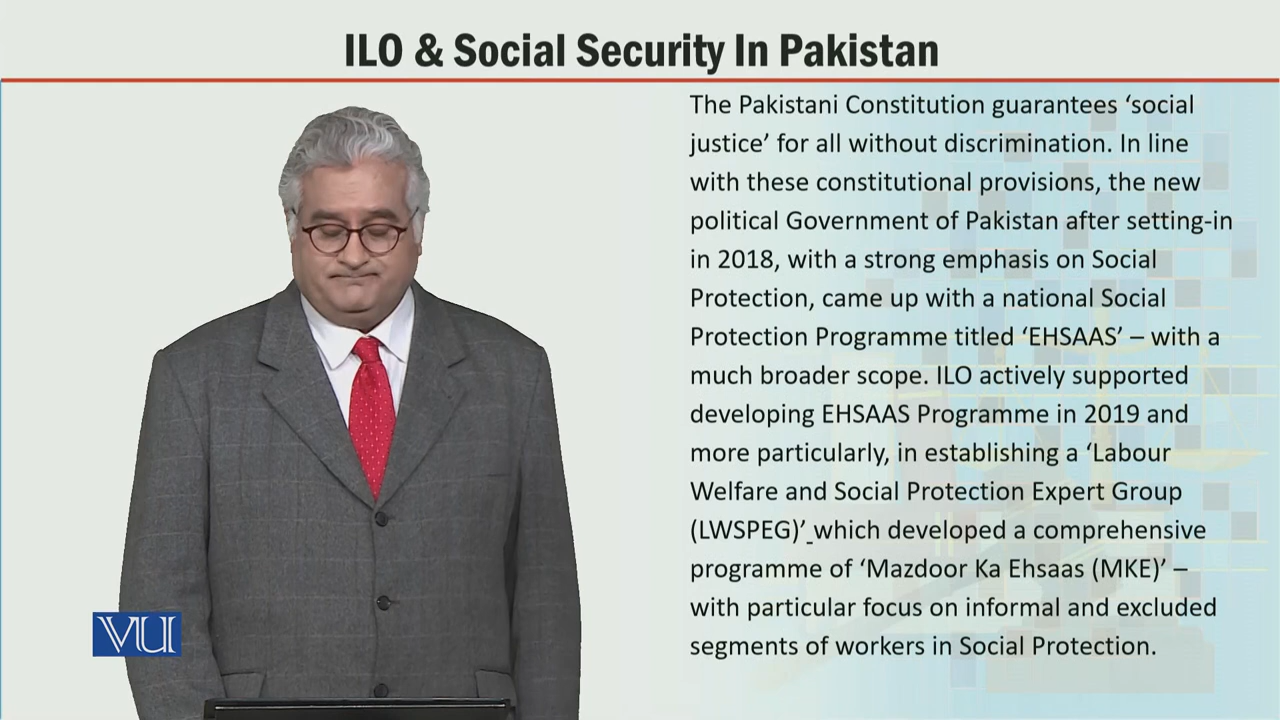 ILO & Social Security In Pakistan
The Pakistani Constitution guarantees ‘social
justice’ for all without discrimination. In line
with these constitutional provisions, the new
political Government of Pakistan after setting-in
in 2018, with a strong emphasis on Social
Protection, came up with a national Social
Protection Programme titled ‘EHSAAS’ – with a
much broader scope. ILO actively supported
developing EHSAAS Programme in 2019 and
more particularly, in establishing a ‘Labour
Welfare and Social Protection Expert Group
(LWSPEG)’ which developed a comprehensive
programme of ‘Mazdoor Ka Ehsaas (MKE)’ –
with particular focus on informal and excluded
segments of workers in Social Protection.
VU